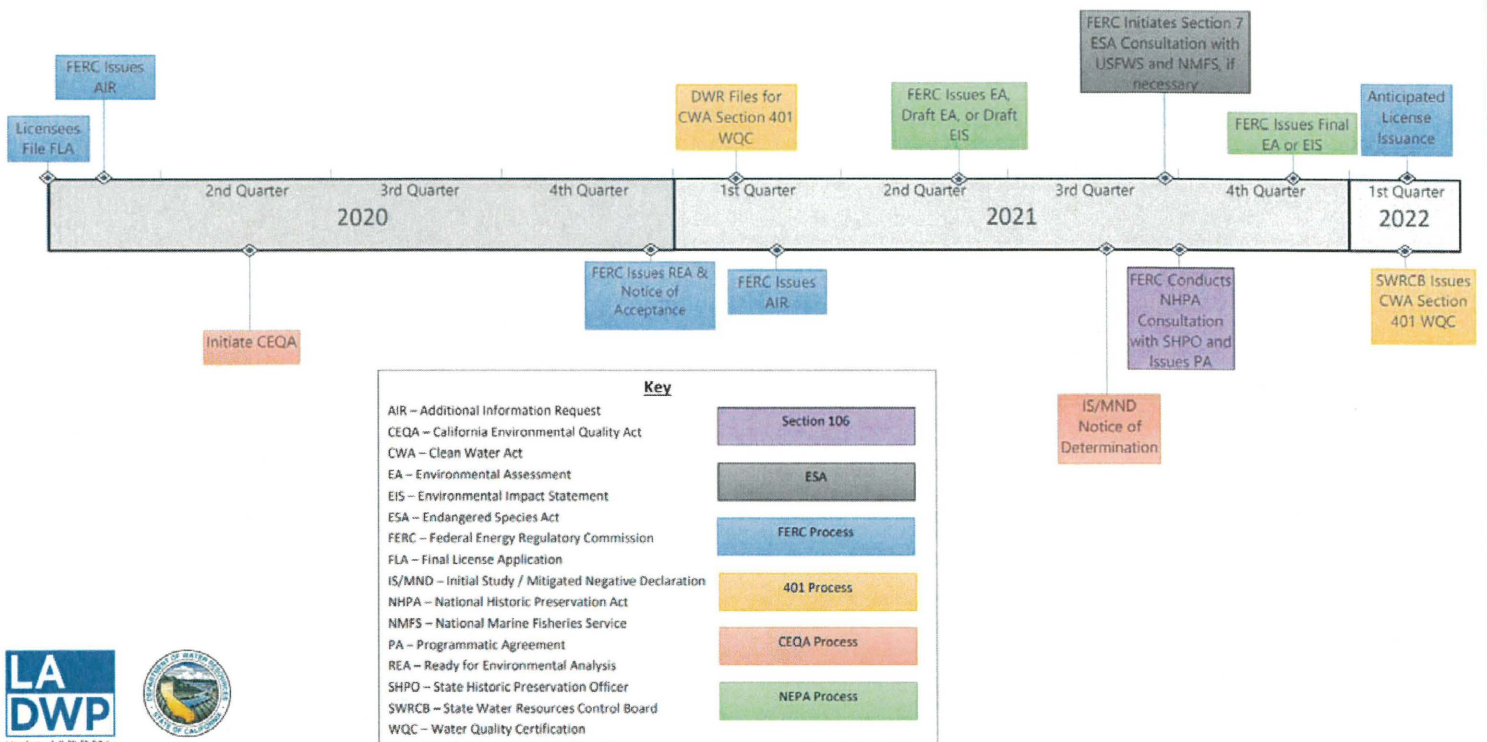 FERC Initiates Section 7
ESA Consultation with
USFWS and NMFS, if
necessary
FERC Issues
AIR
Licensees
File FLA
DWR Files for
CWA Section 401
WQC
FERC Issues EA,
Draft EA, or Draft
EIS
FERC Issues Final
EA or EIS
Anticipated
License
Issuance
2nd Quarter
3rd Quarter
4th Quarter
1st Quarter
2nd Quarter
3rd Quarter
4th Quarter
1st Quarter
2020
2021
2022
Initiate CEQA
FERC Issues REA &
Notice of
Acceptance
FERC Issues
AIR
IS/MND
Notice of
Determination
FERC Conducts
NHPA
Consultation
with SHPO and
Issues PA
SWRCB Issues
CWA Section
401 WQC
Key
AIR – Additional Information Request
CEQA – California Environmental Quality Act
CWA – Clean Water Act
EA – Environmental Assessment
EIS – Environmental Impact Statement
ESA – Endangered Species Act
FERC – Federal Energy Regulatory Commission
FLA – Final License Application
IS/MND – Initial Study / Mitigated Negative Declaration
NHPA – National Historic Preservation Act
NMFS – National Marine Fisheries Service
PA – Programmatic Agreement
REA – Ready for Environmental Analysis
SHPO – State Historic Preservation Officer
SWRCB – State Water Resources Control Board
WQC – Water Quality Certification
Section 106
ESA
FERC Process
401 Process
CEQA Process
NEPA Process
LA
DWP
DEPARTMENT OF WATER RESOURCES
STATE OF CALIFORNIA